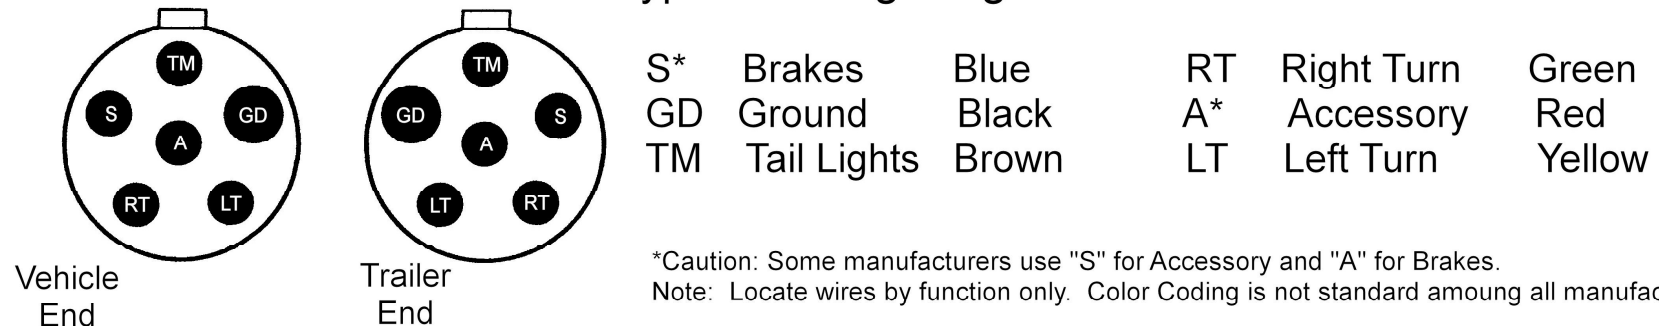 TM TM
S GD GD S
A A
RT LT LT RT
Vehicle
End
Trailer
End
S* Brakes Blue RT Right Turn Green
GD Ground Black A* Accessory Red
TM Tail Lights Brown LT Left Turn Yellow
*Caution: Some manufacturers use "S" for Accessory and "A" for Brakes.
Note: Locate wires by function only. Color Coding is not standard amoung all